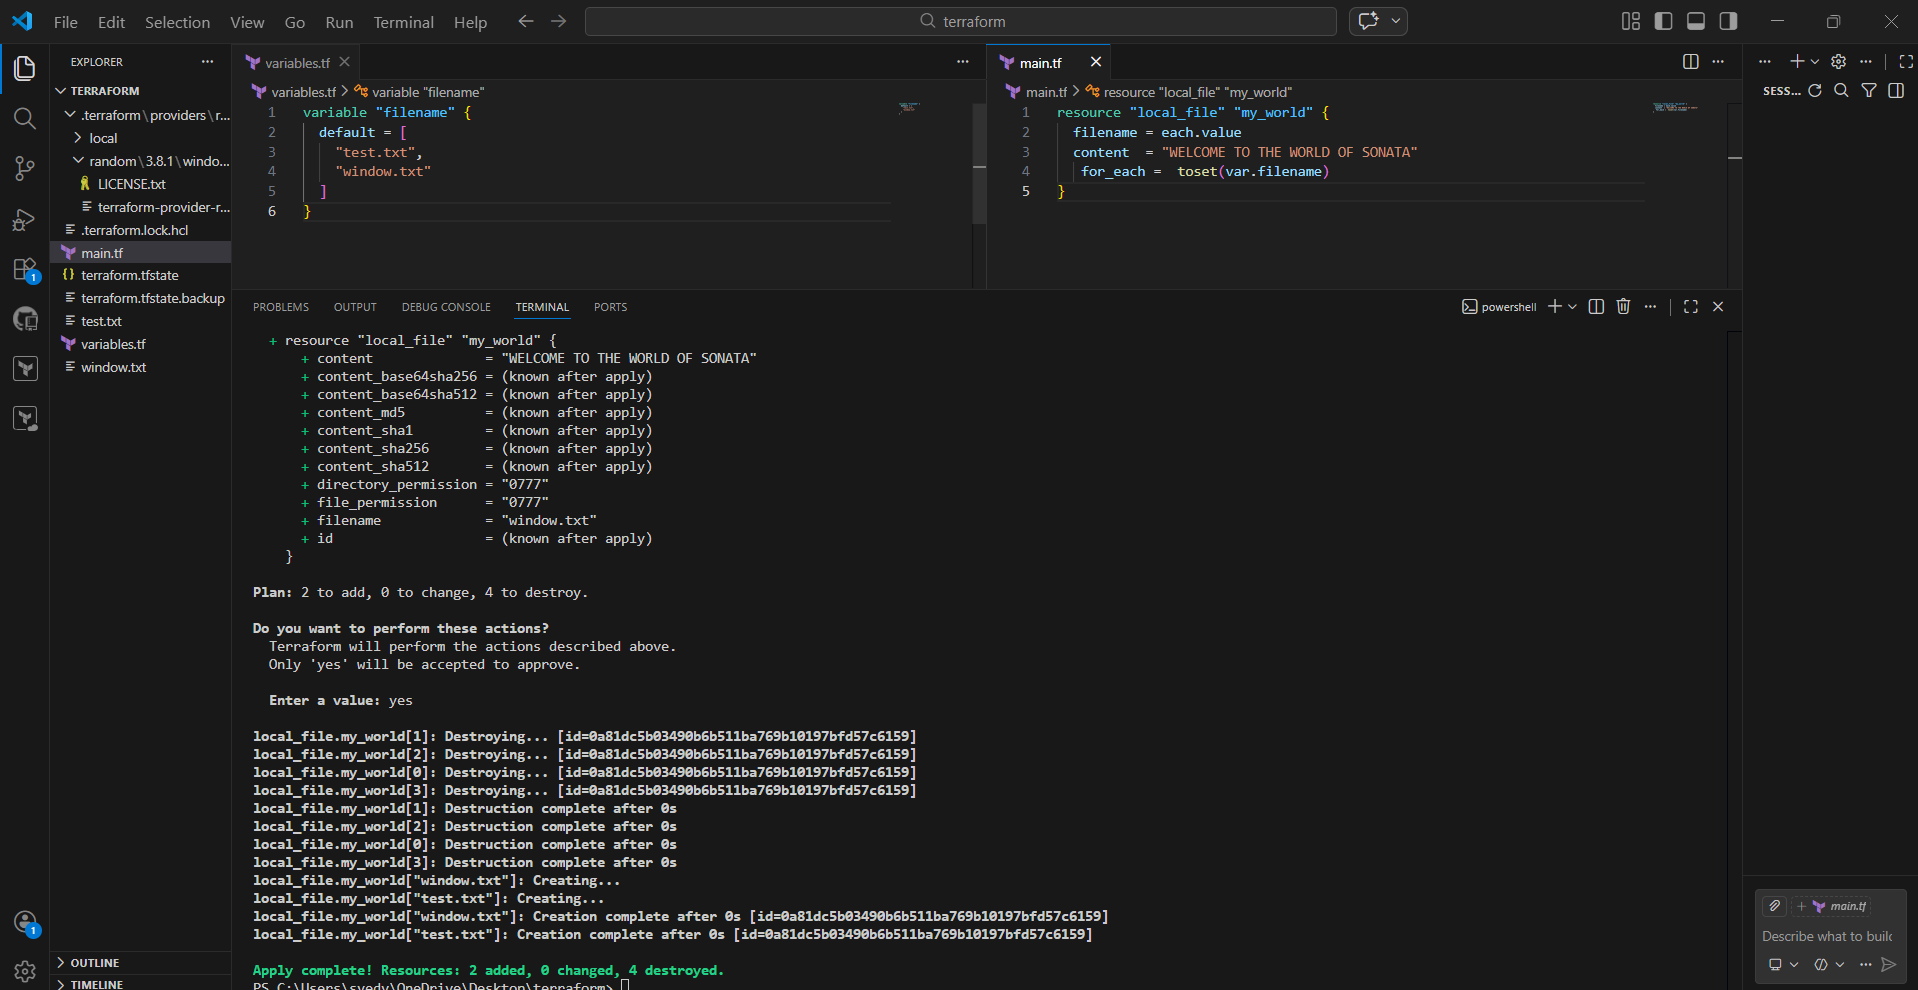 File Edit Selection View Go Run Terminal Help
terraform
EXPLORER
TERRAFORM
.terraform\providers\r...
local
random\3.8.1\windo...
LICENSE.txt
terraform-provider-r...
.terraform.lock.hcl
main.tf
terraform.tfstate
terraform.tfstate.backup
test.txt
variables.tf
window.txt
OUTLINE
TIMELINE
1
1
variables.tf
variables.tf > variable "filename"
1 variable "filename" {
2 default = [
3 "test.txt",
4 "window.txt"
5 ]
6 }
main.tf
main.tf > resource "local_file" "my_world"
1 resource "local_file" "my_world" {
2 filename = each.value
3 content  = "WELCOME TO THE WORLD OF SONATA"
4 for_each =  toset(var.filename)
5 }
PROBLEMS OUTPUT DEBUG CONSOLE TERMINAL PORTS
powershell
+ resource "local_file" "my_world" {
+ content              = "WELCOME TO THE WORLD OF SONATA"
+ content_base64sha256 = (known after apply)
+ content_base64sha512 = (known after apply)
+ content_md5          = (known after apply)
+ content_sha1         = (known after apply)
+ content_sha256       = (known after apply)
+ content_sha512       = (known after apply)
+ directory_permission = "0777"
+ file_permission      = "0777"
+ filename             = "window.txt"
+ id                   = (known after apply)
}
Plan: 2 to add, 0 to change, 4 to destroy.
Do you want to perform these actions?
Terraform will perform the actions described above.
Only 'yes' will be accepted to approve.
Enter a value: yes
local_file.my_world[1]: Destroying... [id=0a81dc5b03490b6b511ba769b10197bfd57c6159]
local_file.my_world[2]: Destroying... [id=0a81dc5b03490b6b511ba769b10197bfd57c6159]
local_file.my_world[0]: Destroying... [id=0a81dc5b03490b6b511ba769b10197bfd57c6159]
local_file.my_world[3]: Destroying... [id=0a81dc5b03490b6b511ba769b10197bfd57c6159]
local_file.my_world[1]: Destruction complete after 0s
local_file.my_world[2]: Destruction complete after 0s
local_file.my_world[0]: Destruction complete after 0s
local_file.my_world[3]: Destruction complete after 0s
local_file.my_world["window.txt"]: Creating...
local_file.my_world["test.txt"]: Creating...
local_file.my_world["window.txt"]: Creation complete after 0s [id=0a81dc5b03490b6b511ba769b10197bfd57c6159]
local_file.my_world["test.txt"]: Creation complete after 0s [id=0a81dc5b03490b6b511ba769b10197bfd57c6159]
Apply complete! Resources: 2 added, 0 changed, 4 destroyed.
PS C:\Users\syedy\OneDrive\Desktop\terraform>
SESS...
main.tf
Describe what to build